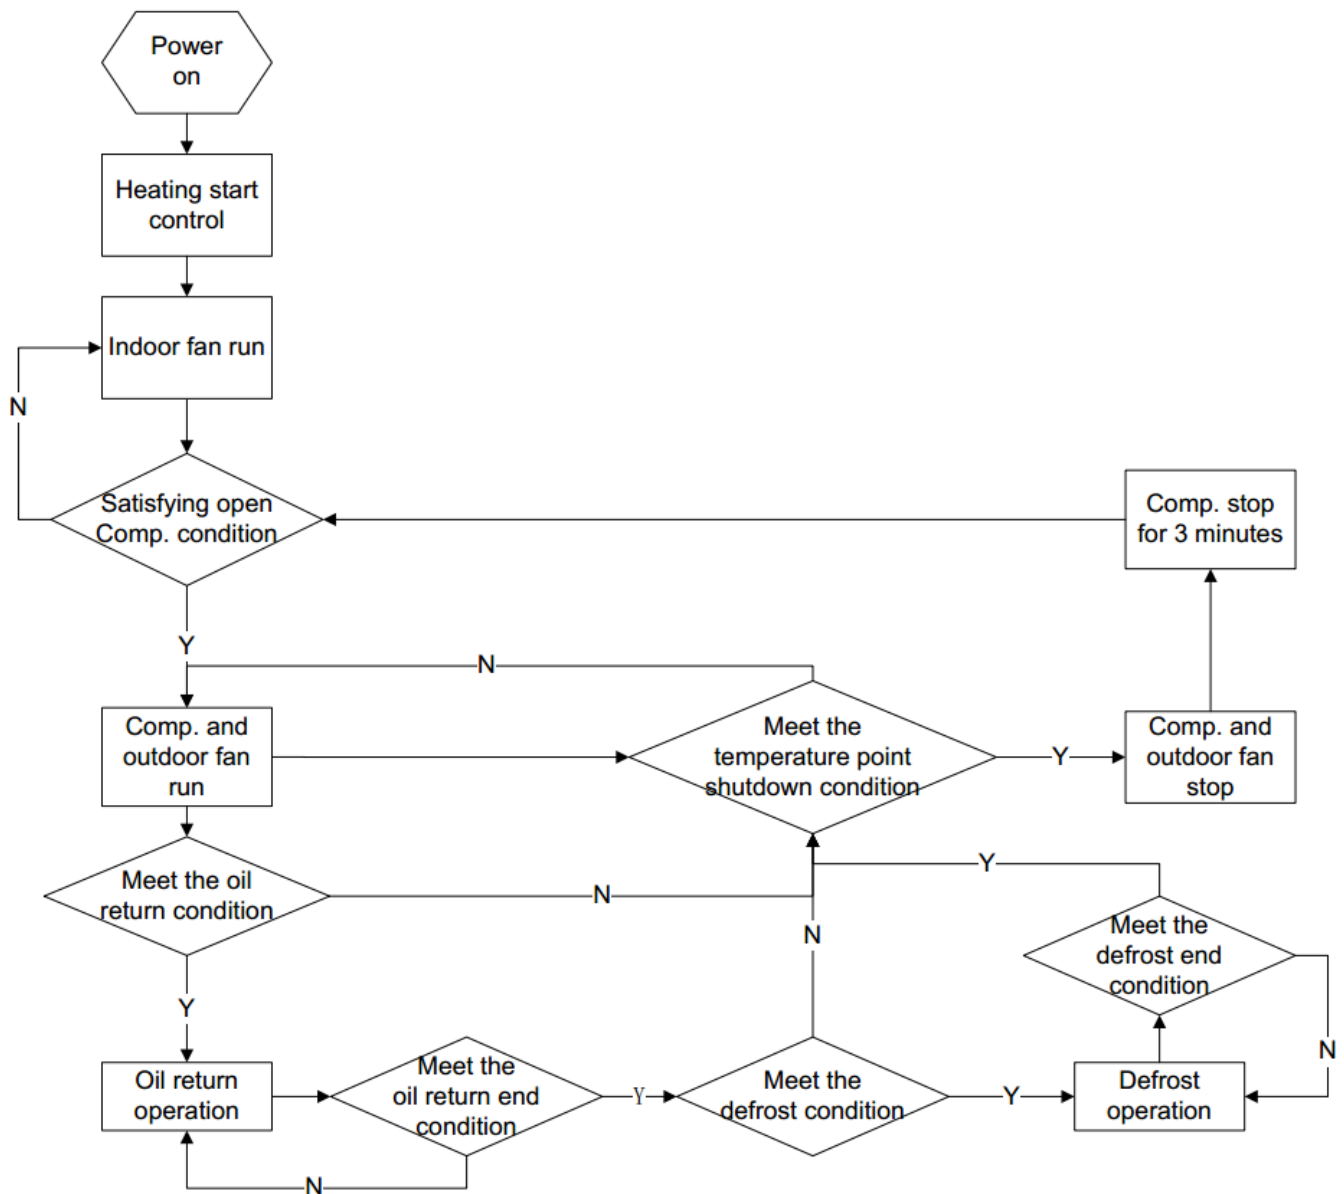 Power
on
Heating start
control
Indoor fan run
N
Satisfying open
Comp. condition
Comp. stop
for 3 minutes
Y
N
Comp. and
outdoor fan
run
Meet the
temperature point
shutdown condition
Y
Comp. and
outdoor fan
stop
Meet the oil
return condition
N
Y
N
Meet the
defrost end
condition
Y
N
Oil return
operation
Meet the
oil return end
condition
Y
Meet the
defrost condition
Y
Defrost
operation
N